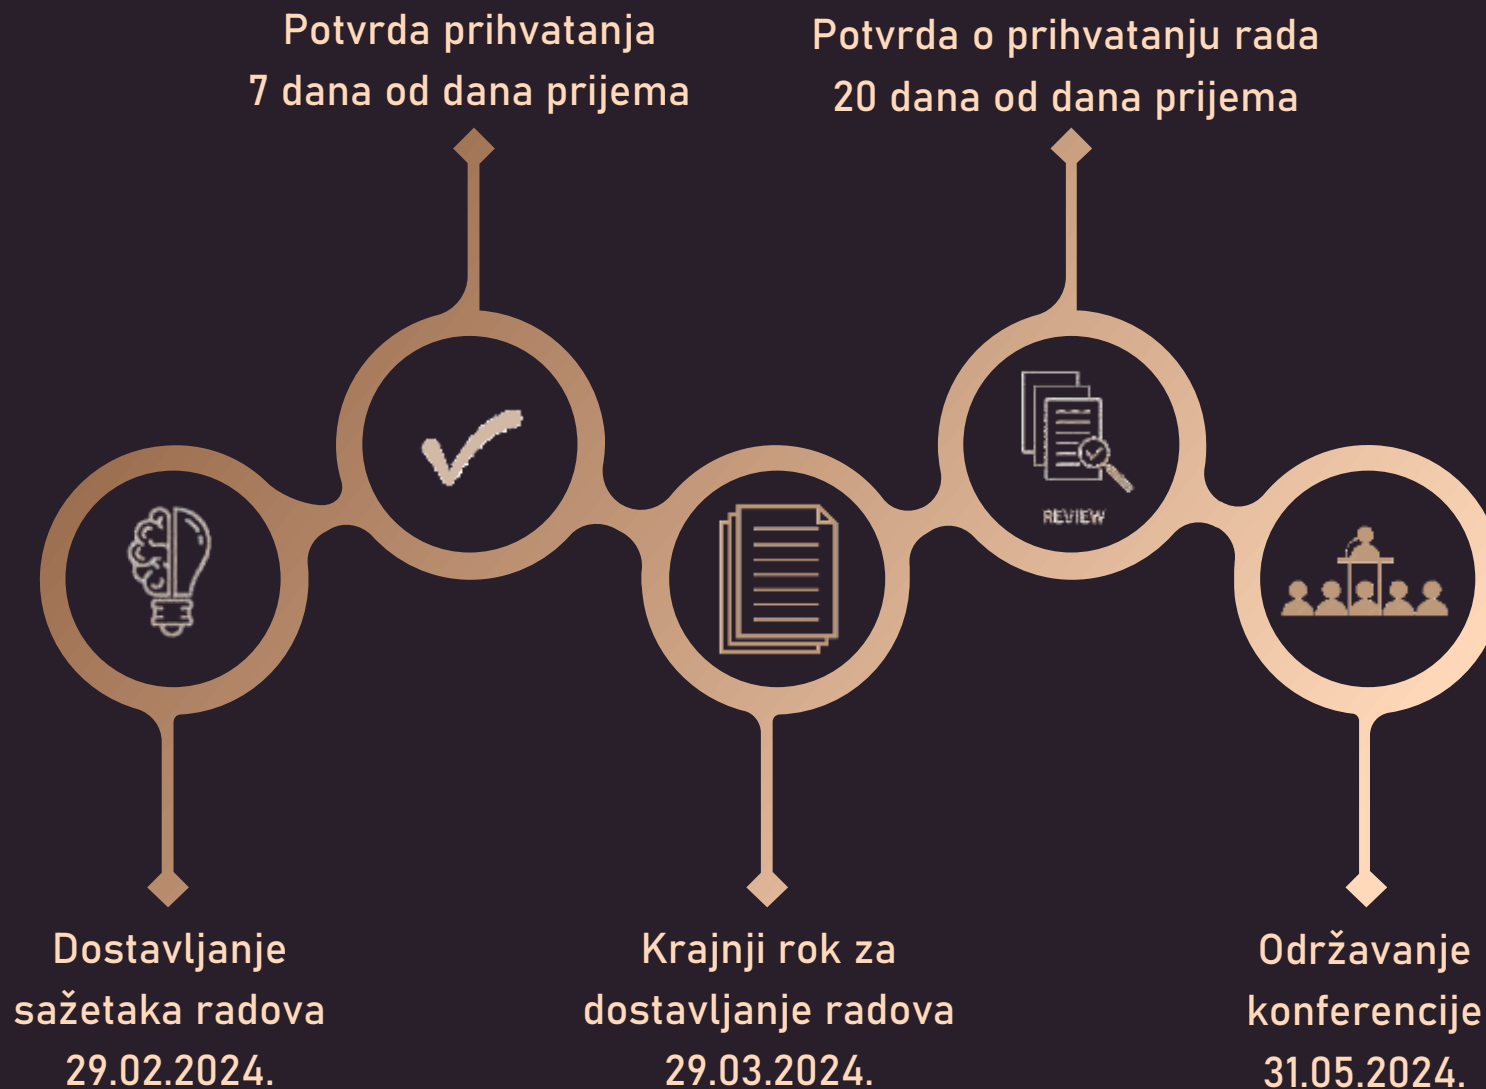 Potvrda prihvatanja
7 dana od dana prijema
Potvrda o prihvatanju rada
20 dana od dana prijema
REVIEW
Dostavljanje
sažetaka radova
29.02.2024.
Krajnji rok za
dostavljanje radova
29.03.2024.
Održavanje
konferencije
31.05.2024.